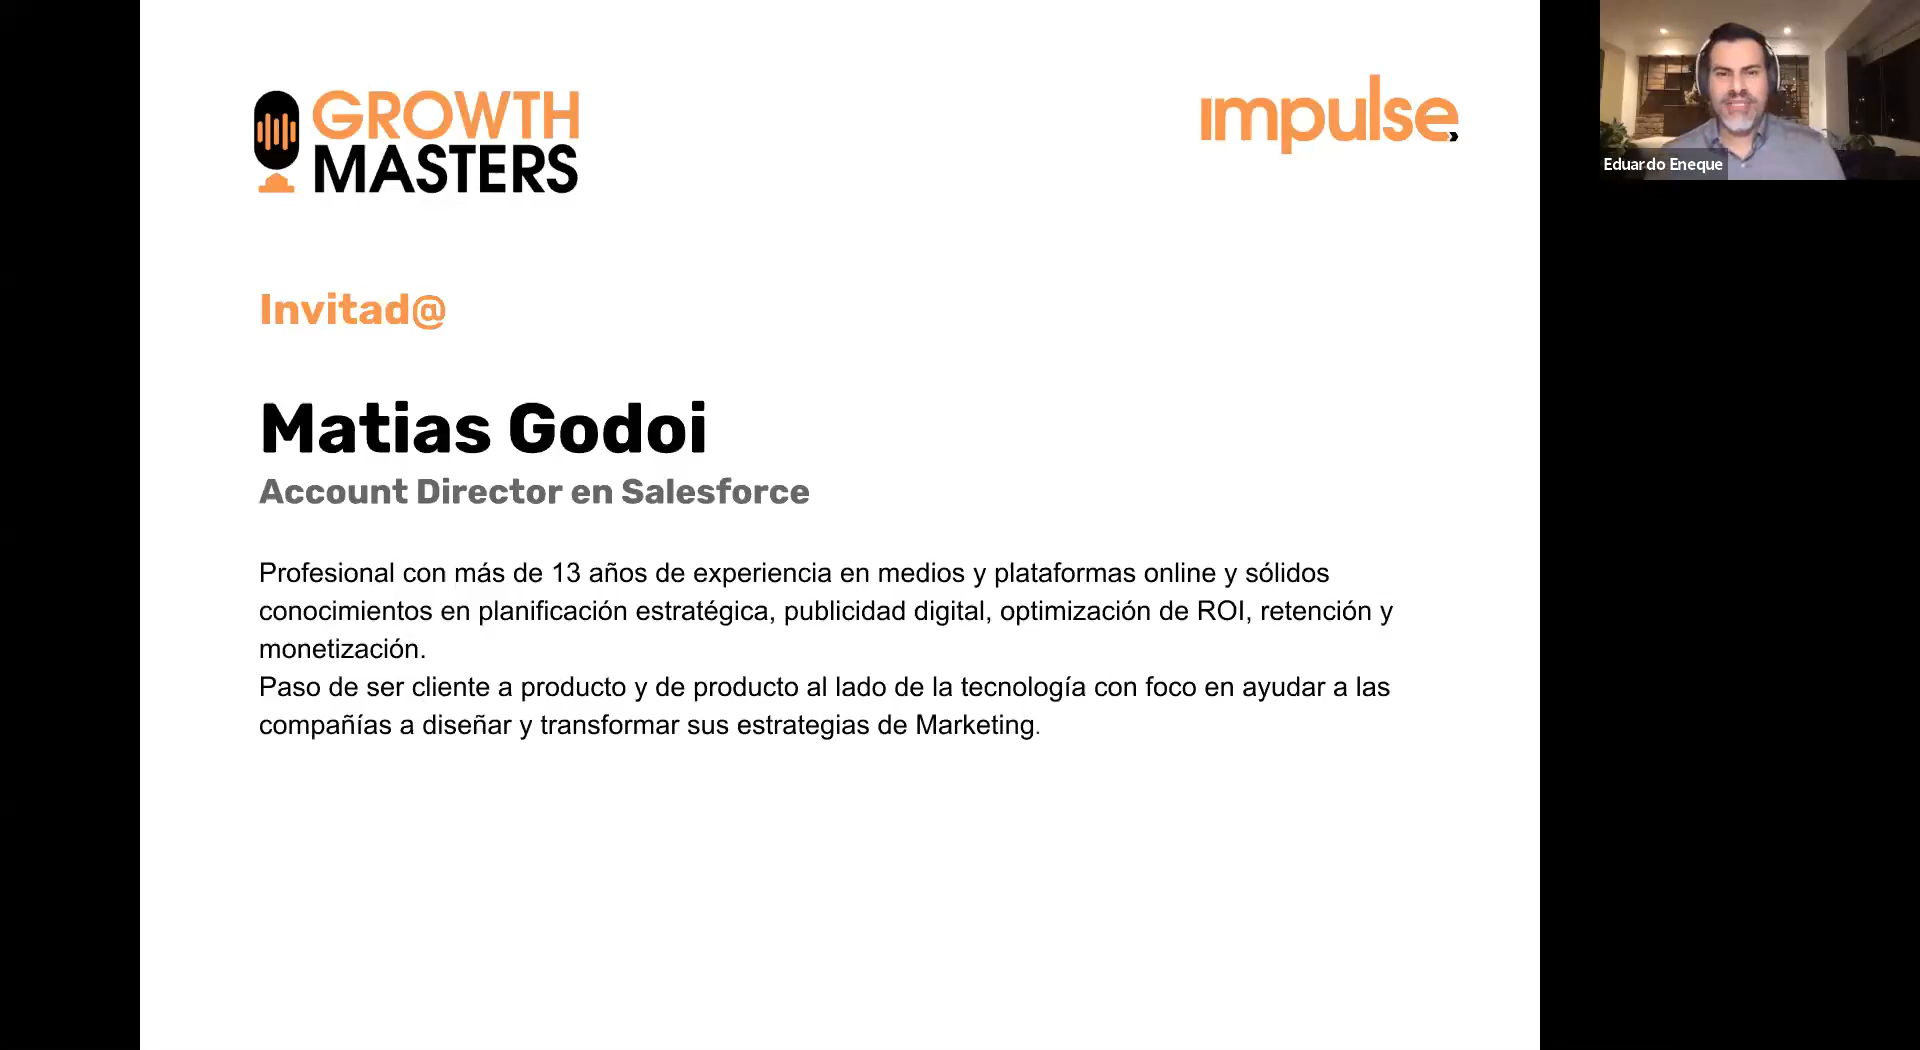 GROWTH
MASTERS
impulse
Eduardo Eneque
Invitad@
Matias Godoi
Account Director en Salesforce
Profesional con más de 13 años de experiencia en medios y plataformas online y sólidos
conocimientos en planificación estratégica, publicidad digital, optimización de ROI, retención y
monetización.
Paso de ser cliente a producto y de producto al lado de la tecnología con foco en ayudar a las
compañías a diseñar y transformar sus estrategias de Marketing.